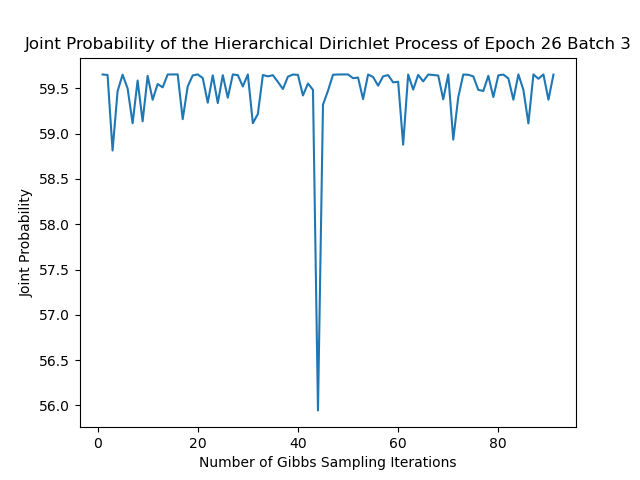 Joint Probability of the Hierarchical Dirichlet Process of Epoch 26 Batch 3
59.5
59.0
58.5
58.0
57.5
57.0
56.5
56.0
Joint Probability
0 20 40 60 80
Number of Gibbs Sampling Iterations